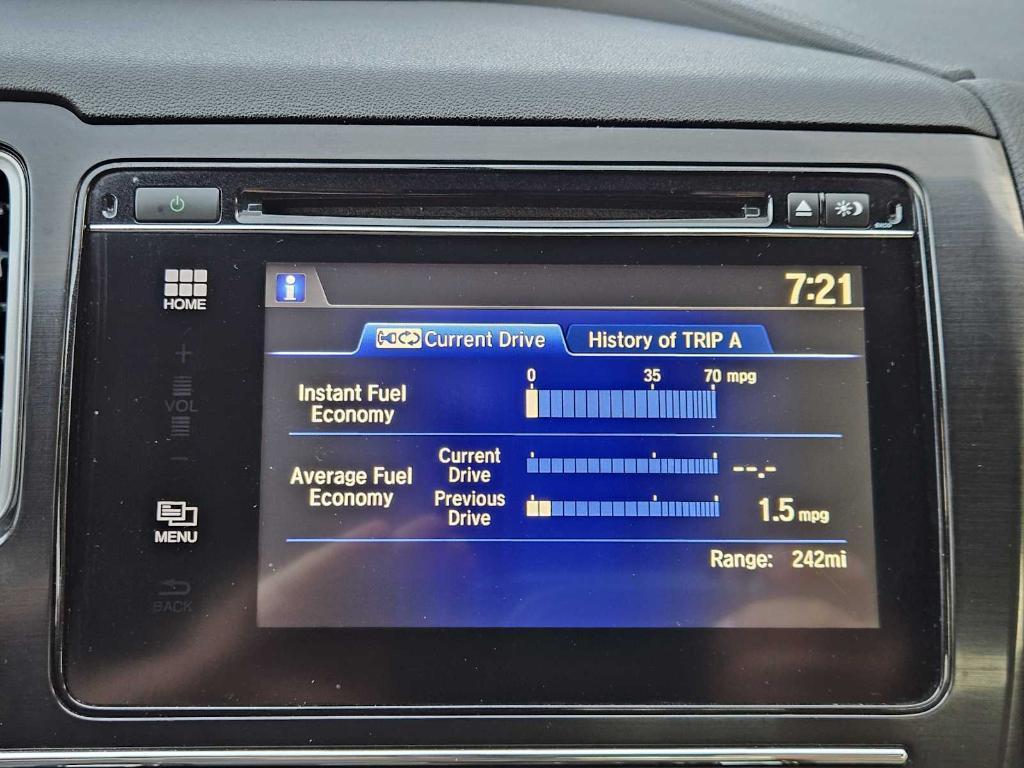 HOME
VOL
MENU
BACK
i
7:21
Current Drive
History of TRIP A
0 35 70 mpg
Instant Fuel
Economy
Average Fuel
Economy
Current
Drive
--.-
Previous
Drive
1.5 mpg
Range: 242mi